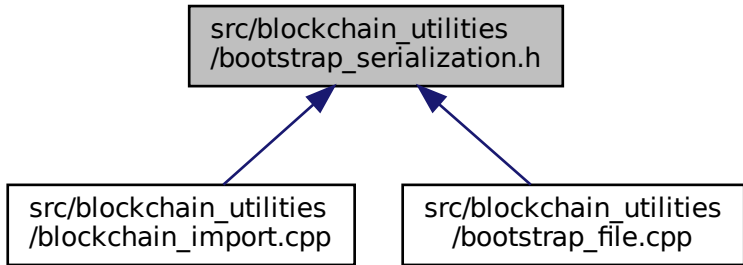 src/blockchain_utilities
/bootstrap_serialization.h
src/blockchain_utilities
/blockchain_import.cpp
src/blockchain_utilities
/bootstrap_file.cpp